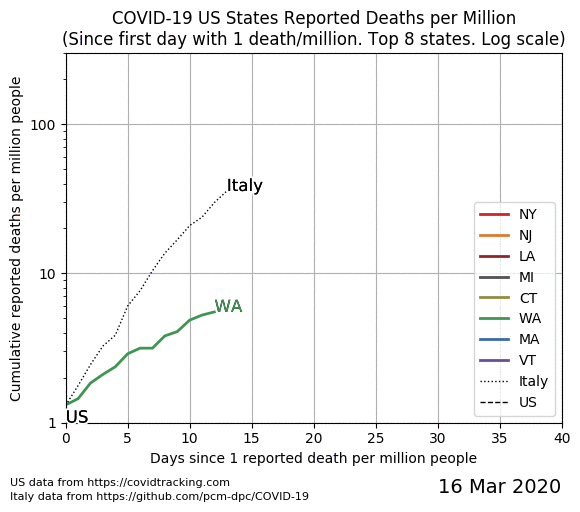 COVID-19 US States Reported Deaths per Million
(Since first day with 1 death/million. Top 8 states. Log scale)
Cumulative reported deaths per million people
100
10
1
Italy
WA
US
NY
NJ
LA
MI
CT
WA
MA
VT
Italy
US
0 5 10 15 20 25 30 35 40
Days since 1 reported death per million people
US data from https://covidtracking.com
Italy data from https://github.com/pcm-dpc/COVID-19
16 Mar 2020